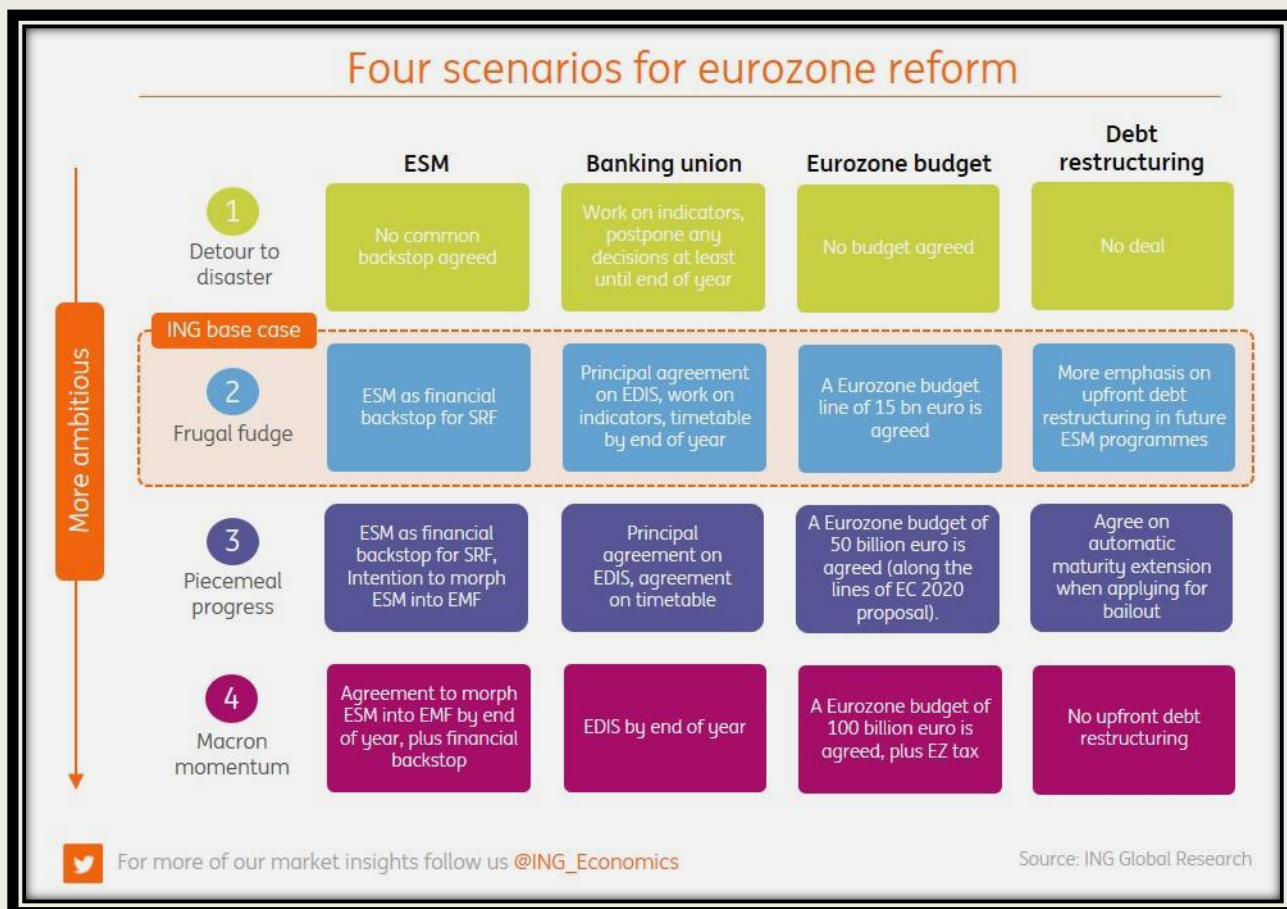 Four scenarios for eurozone reform
ESM
Banking union
Eurozone budget
Debt
restructuring
More ambitious
1
Detour to
disaster
No common
backstop agreed
Work on indicators,
postpone any
decisions at least
until end of year
No budget agreed
No deal
ING base case
2
Frugal fudge
ESM as financial
backstop for SRF
Principal agreement
on EDIS, work on
indicators, timetable
by end of year
A Eurozone budget
line of 15 bn euro is
agreed
More emphasis on
upfront debt
restructuring in future
ESM programmes
3
Piecemeal
progress
ESM as financial
backstop for SRF,
Intention to morph
ESM into EMF
Principal
agreement on
EDIS, agreement
on timetable
A Eurozone budget of
50 billion euro is
agreed (along the
lines of EC 2020
proposal).
Agree on
automatic
maturity extension
when applying for
bailout
4
Macron
momentum
Agreement to morph
ESM into EMF by end
of year, plus financial
backstop
EDIS by end of year
A Eurozone budget of
100 billion euro is
agreed, plus EZ tax
No upfront debt
restructuring
For more of our market insights follow us @ING_Economics
Source: ING Global Research